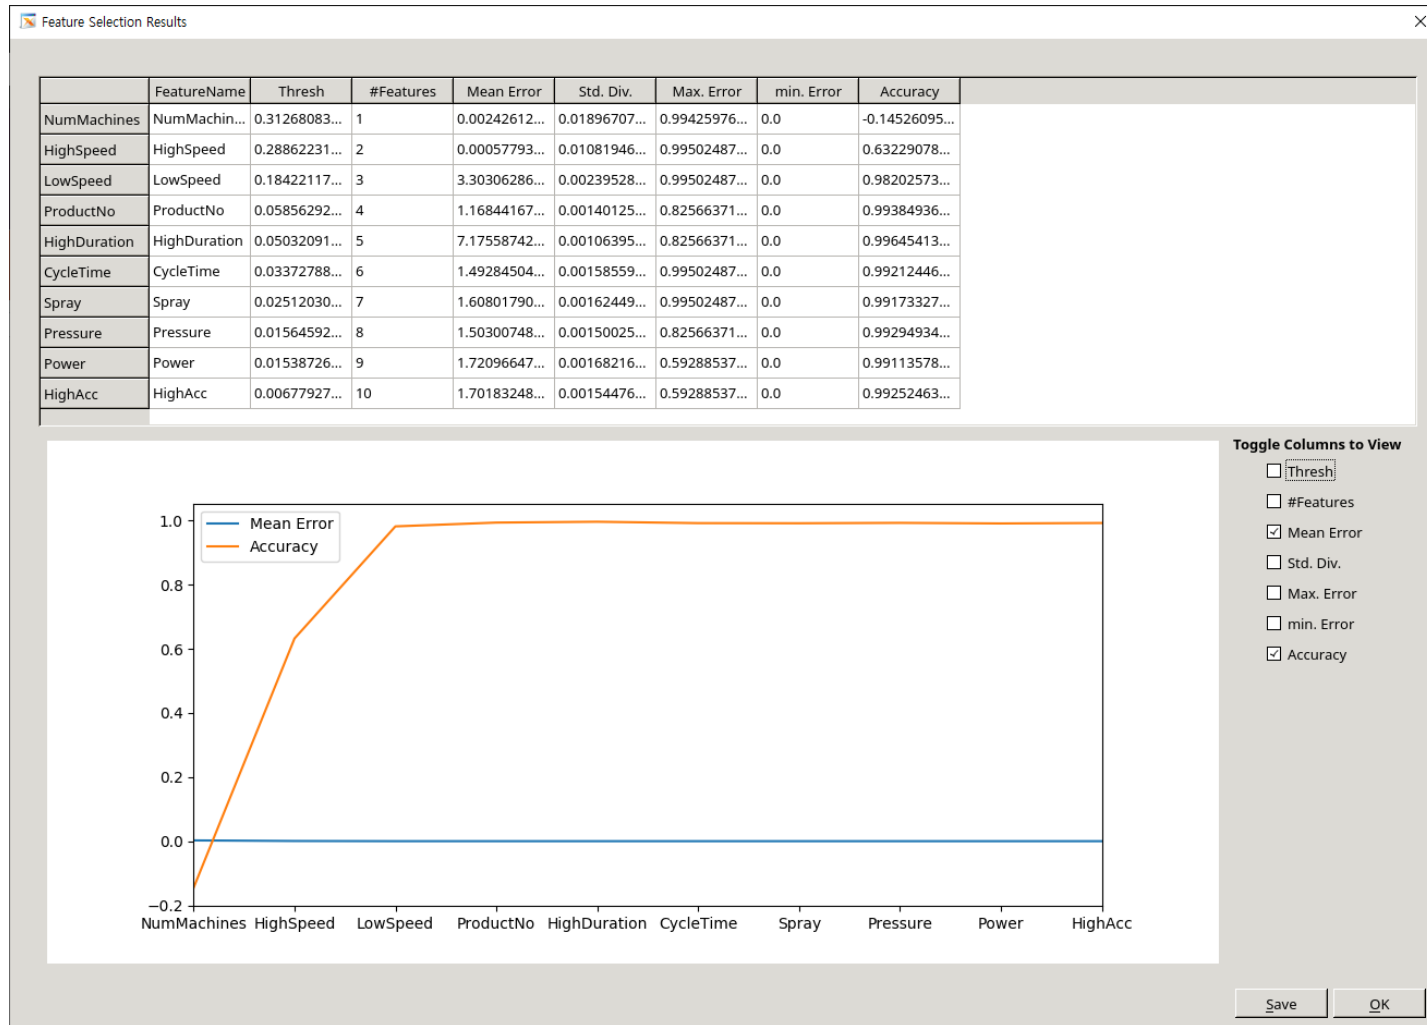 Feature Selection Results
FeatureName Thresh #Features Mean Error Std. Div. Max. Error min. Error Accuracy
NumMachines NumMachin... 0.31268083... 1 0.00242612... 0.01896707... 0.99425976... 0.0 -0.14526095...
HighSpeed HighSpeed 0.28862231... 2 0.00057793... 0.01081946... 0.99502487... 0.0 0.63229078...
LowSpeed LowSpeed 0.18422117... 3 3.30306286... 0.00239528... 0.99502487... 0.0 0.98202573...
ProductNo ProductNo 0.05856292... 4 1.16844167... 0.00140125... 0.82566371... 0.0 0.99384936...
HighDuration HighDuration 0.05032091... 5 7.17558742... 0.00106395... 0.82566371... 0.0 0.99645413...
CycleTime CycleTime 0.03372788... 6 1.49284504... 0.00158559... 0.99502487... 0.0 0.99212446...
Spray Spray 0.02512030... 7 1.60801790... 0.00162449... 0.99502487... 0.0 0.99173327...
Pressure Pressure 0.01564592... 8 1.50300748... 0.00150025... 0.82566371... 0.0 0.99294934...
Power Power 0.01538726... 9 1.72096647... 0.00168216... 0.59288537... 0.0 0.99113578...
HighAcc HighAcc 0.00677927... 10 1.70183248... 0.00154476... 0.59288537... 0.0 0.99252463...
Mean Error
Accuracy
1.0
0.8
0.6
0.4
0.2
0.0
−0.2
NumMachines HighSpeed LowSpeed ProductNo HighDuration CycleTime Spray Pressure Power HighAcc
Toggle Columns to View
Thresh
#Features
Mean Error
Std. Div.
Max. Error
min. Error
Accuracy
Save OK